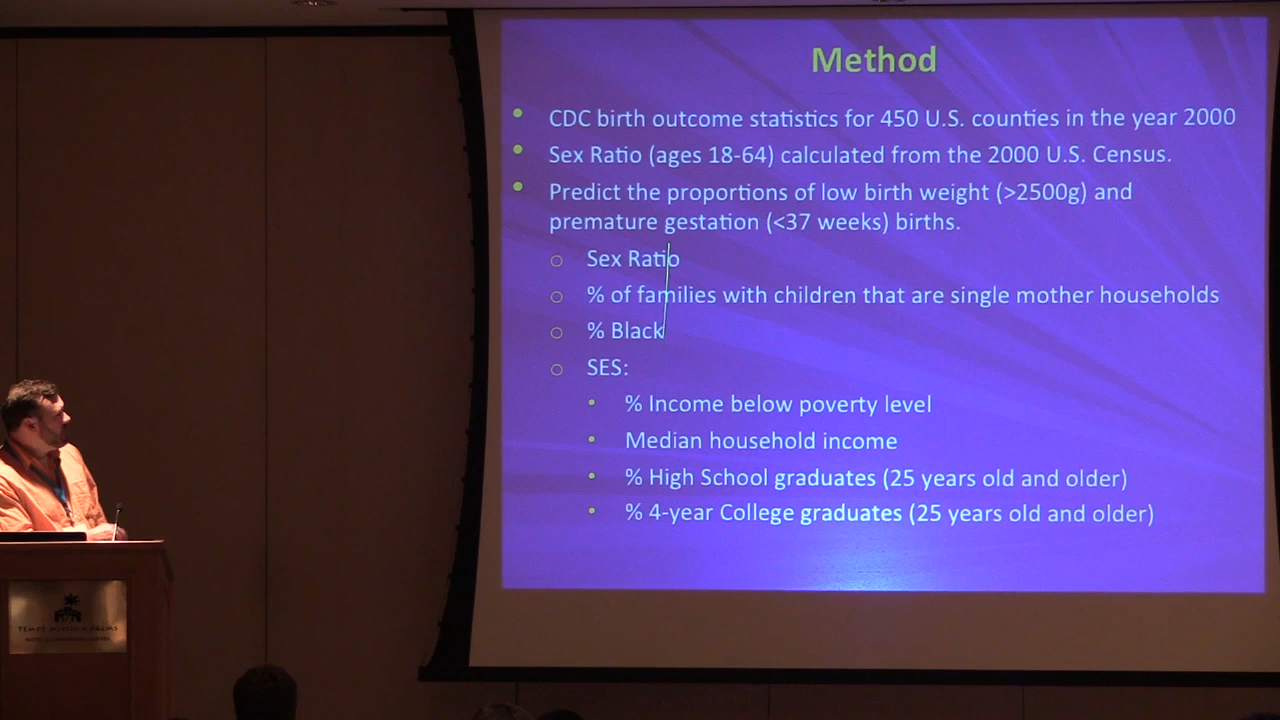 Method
• CDC birth outcome statistics for 450 U.S. counties in the year 2000
• Sex Ratio (ages 18-64) calculated from the 2000 U.S. Census.
• Predict the proportions of low birth weight (>2500g) and
premature gestation (<37 weeks) births.
○ Sex Ratio
○ % of families with children that are single mother households
○ % Black
○ SES:
• % Income below poverty level
• Median household income
• % High School graduates (25 years old and older)
• % 4-year College graduates (25 years old and older)
TEMPE MISSION PALMS